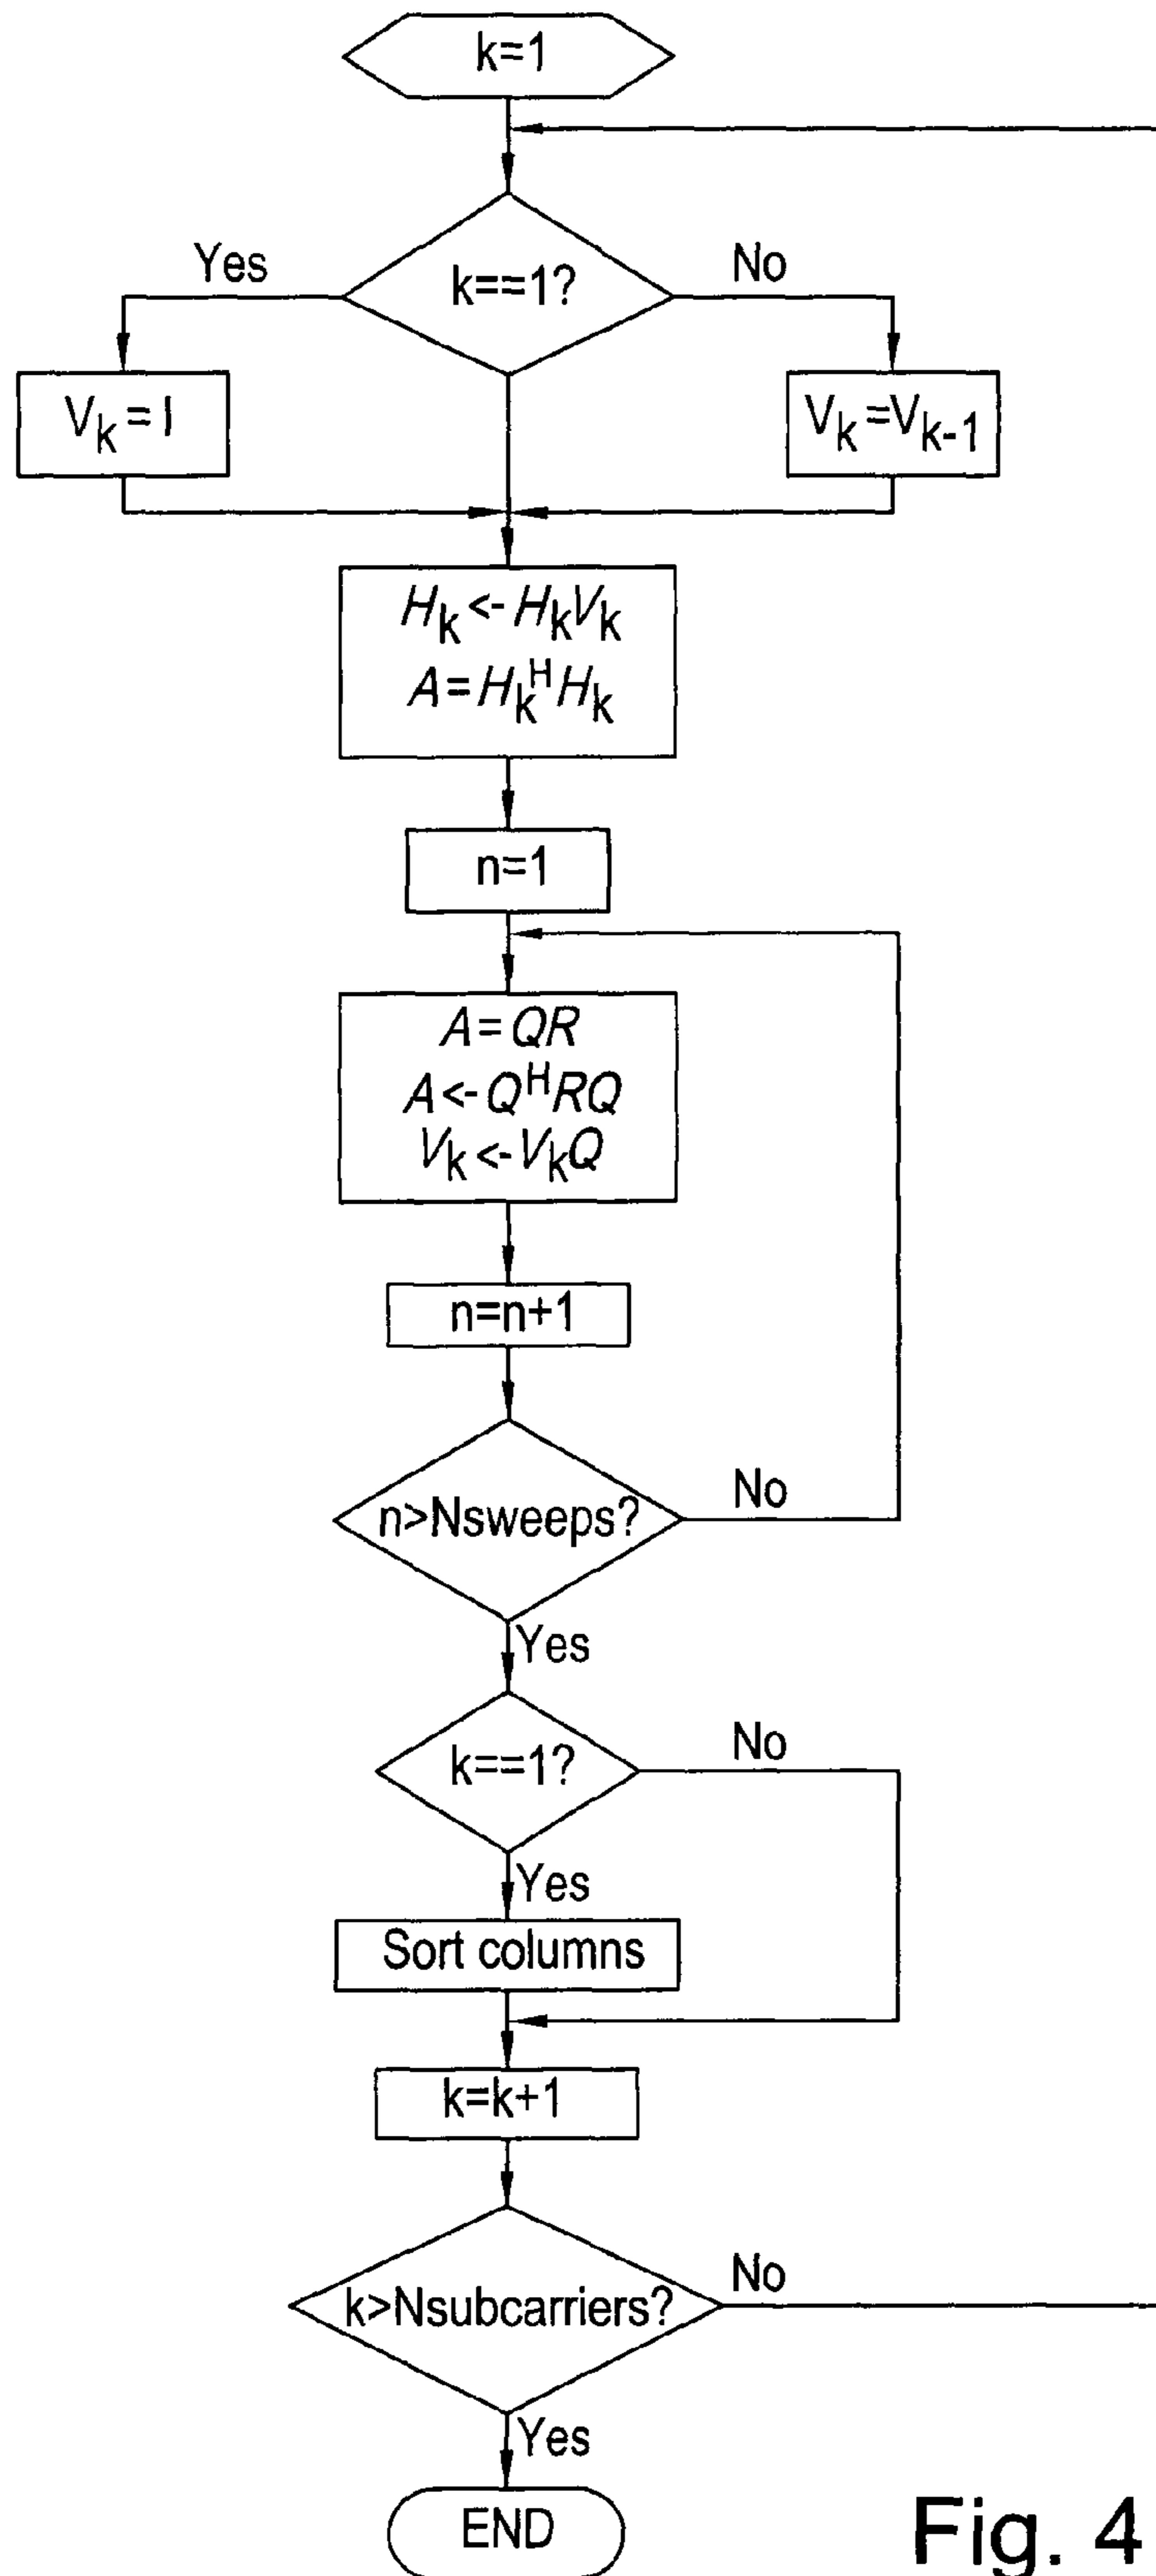 k=1
k==1?
Yes
No
Vk=I
Vk=Vk-1
Hk<-HkVk
A=HkᴴHk
n=1
A=QR
A<-QᴴRQ
Vk<-VkQ
n=n+1
n>Nsweeps?
No
Yes
k==1?
No
Yes
Sort columns
k=k+1
k>Nsubcarriers?
No
Yes
END
Fig. 4